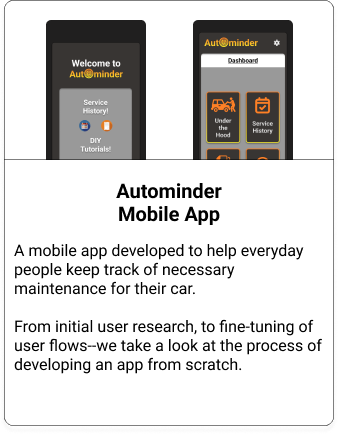 Welcome to
Autominder
Service
History!
DIY
Tutorials!
Autominder
Dashboard
Under
the
Hood
Service
History
Autominder
Mobile App
A mobile app developed to help everyday
people keep track of necessary
maintenance for their car.
From initial user research, to fine-tuning of
user flows--we take a look at the process of
developing an app from scratch.